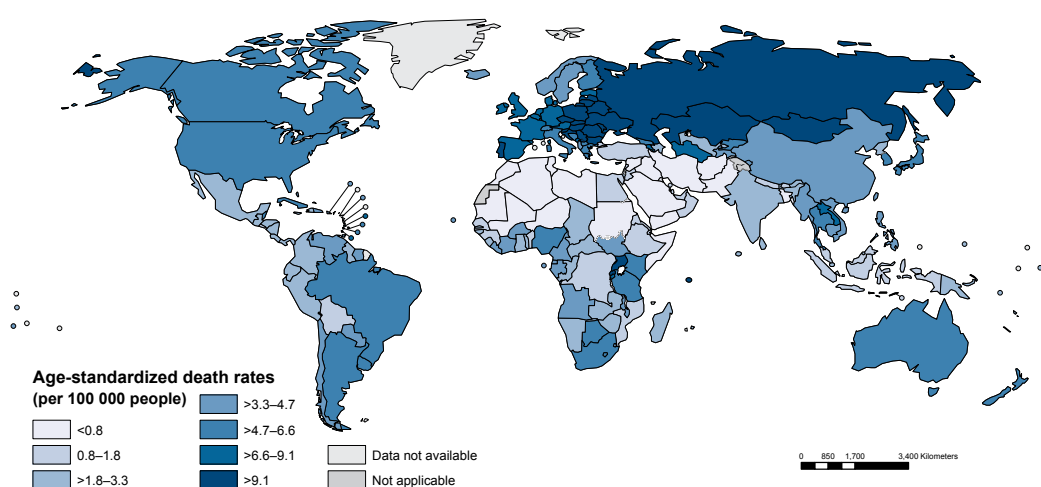 Age-standardized death rates
(per 100 000 people)
<0.8
0.8–1.8
>1.8–3.3
>3.3–4.7
>4.7–6.6
>6.6–9.1
>9.1
Data not available
Not applicable
0 850 1,700 3,400 Kilometers